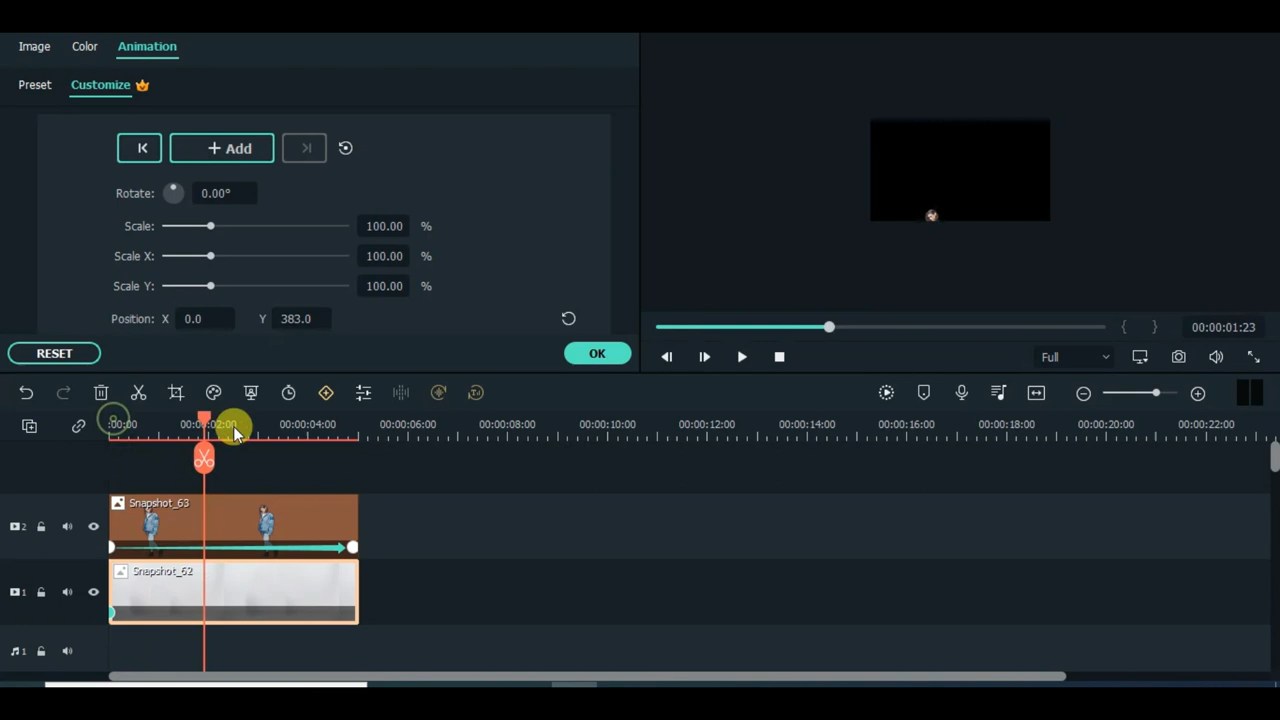 Image Color Animation
Preset Customize
+ Add
Rotate: 0.00°
Scale: 100.00 %
Scale X: 100.00 %
Scale Y: 100.00 %
Position: X 0.0 Y 383.0
RESET OK
00:00:01:23
Full
:00:00 00:00:02:00 00:00:04:00 00:00:06:00 00:00:08:00 00:00:10:00 00:00:12:00 00:00:14:00 00:00:16:00 00:00:18:00 00:00:20:00 00:00:22:00
Snapshot_63
2
Snapshot_62
1
1